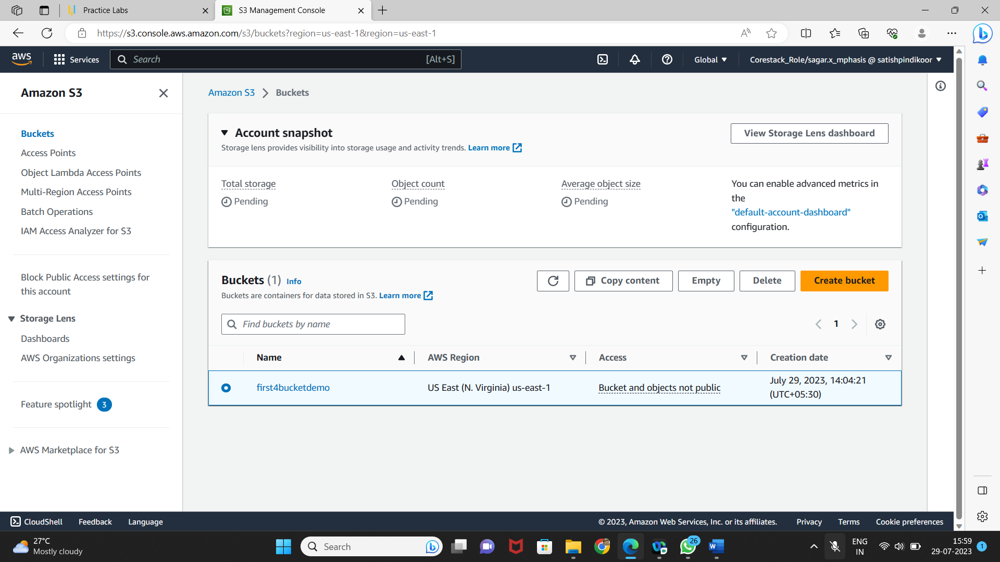 Practice Labs
S3 Management Console
https://s3.console.aws.amazon.com/s3/buckets?region=us-east-1&region=us-east-1
aws
Services
Search
[Alt+S]
Global
Corestack_Role/sagar.x_mphasis @ satishpindikoor
Amazon S3
Buckets
Access Points
Object Lambda Access Points
Multi-Region Access Points
Batch Operations
IAM Access Analyzer for S3
Block Public Access settings for
this account
Storage Lens
Dashboards
AWS Organizations settings
Feature spotlight 3
AWS Marketplace for S3
Amazon S3 > Buckets
Account snapshot
Storage lens provides visibility into storage usage and activity trends. Learn more
View Storage Lens dashboard
Total storage
Pending
Object count
Pending
Average object size
Pending
You can enable advanced metrics in
the
"default-account-dashboard"
configuration.
Buckets (1) Info
Buckets are containers for data stored in S3. Learn more
Copy content
Empty
Delete
Create bucket
Find buckets by name
1
Name
AWS Region
Access
Creation date
first4bucketdemo
US East (N. Virginia) us-east-1
Bucket and objects not public
July 29, 2023, 14:04:21
(UTC+05:30)
CloudShell
Feedback
Language
© 2023, Amazon Web Services, Inc. or its affiliates.
Privacy
Terms
Cookie preferences
27°C
Mostly cloudy
Search
26
W
ENG
IN
15:59
29-07-2023
1